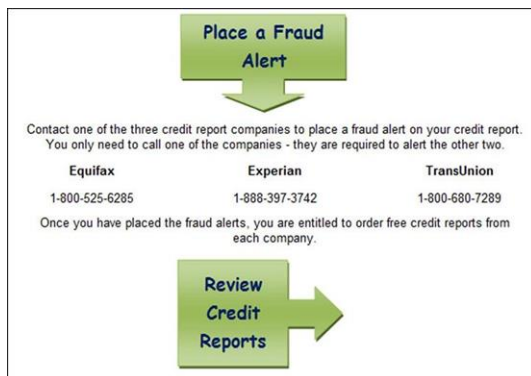 Place a Fraud
Alert
Contact one of the three credit report companies to place a fraud alert on your credit report.
You only need to call one of the companies - they are required to alert the other two.
Equifax Experian TransUnion
1-800-525-6285 1-888-397-3742 1-800-680-7289
Once you have placed the fraud alerts, you are entitled to order free credit reports from
each company.
Review
Credit
Reports